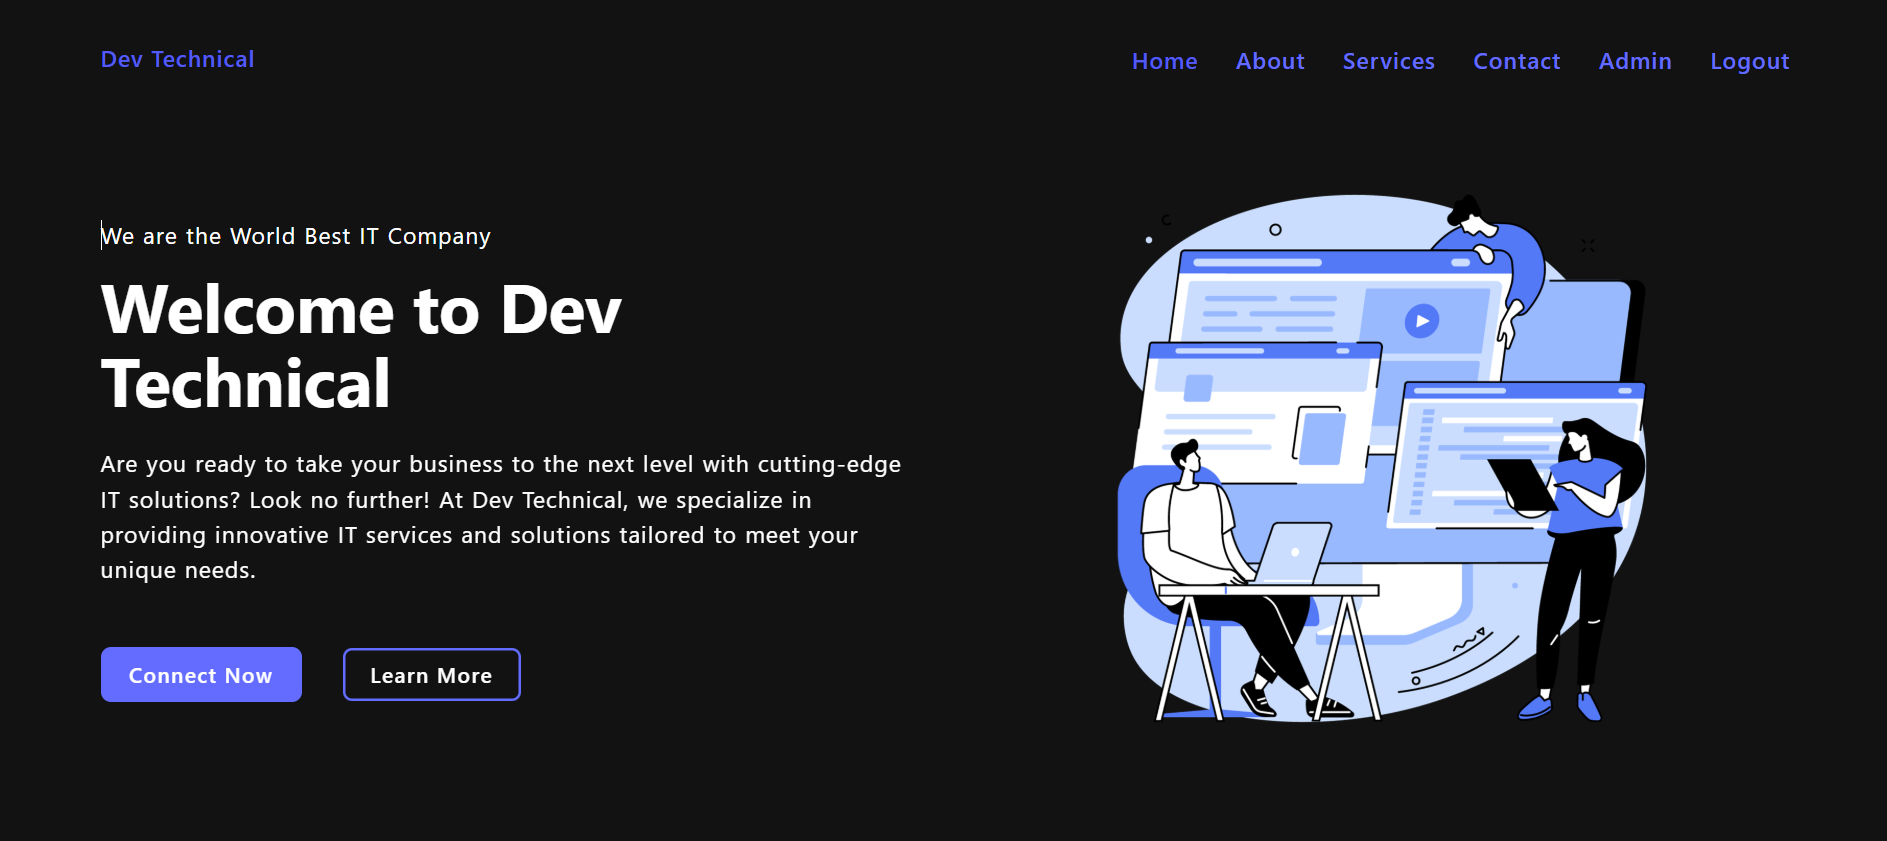 Dev Technical
Home About Services Contact Admin Logout
We are the World Best IT Company
Welcome to Dev
Technical
Are you ready to take your business to the next level with cutting-edge
IT solutions? Look no further! At Dev Technical, we specialize in
providing innovative IT services and solutions tailored to meet your
unique needs.
Connect Now Learn More